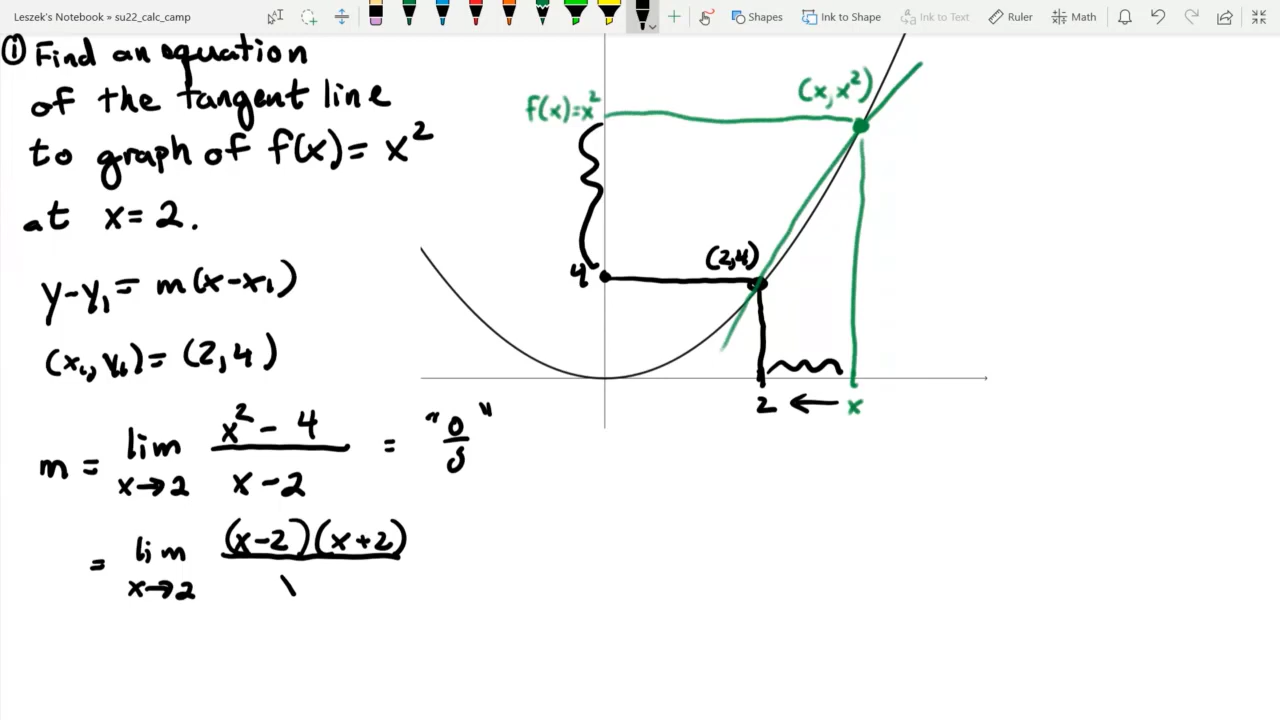 Leszek's Notebook » su22_calc_camp
Shapes
Ink to Shape
Ink to Text
Ruler
Math
① Find an equation
of the tangent line
to graph of f(x) = x²
at x = 2.
y-y₁ = m(x-x₁)
(x₁, y₁) = (2, 4)
m = lim x→2 (x² - 4)/(x - 2) = "0/0"
= lim x→2 (x-2)(x+2)
f(x)=x²
(x, x²)
4
(2,4)
2 ← x